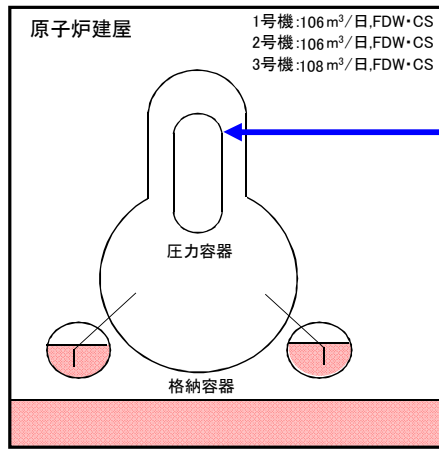 原子炉建屋
1号機:106m³/日,FDW・CS
2号機:106m³/日,FDW・CS
3号機:108m³/日,FDW・CS
圧力容器
格納容器